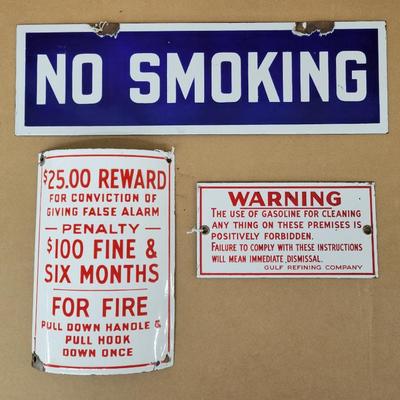 NO SMOKING
$25.00 REWARD
FOR CONVICTION OF
GIVING FALSE ALARM
— PENALTY —
$100 FINE &
SIX MONTHS
FOR FIRE
PULL DOWN HANDLE &
PULL HOOK
DOWN ONCE
WARNING
THE USE OF GASOLINE FOR CLEANING
ANY THING ON THESE PREMISES IS
POSITIVELY FORBIDDEN.
FAILURE TO COMPLY WITH THESE INSTRUCTIONS
WILL MEAN IMMEDIATE DISMISSAL.
GULF REFINING COMPANY